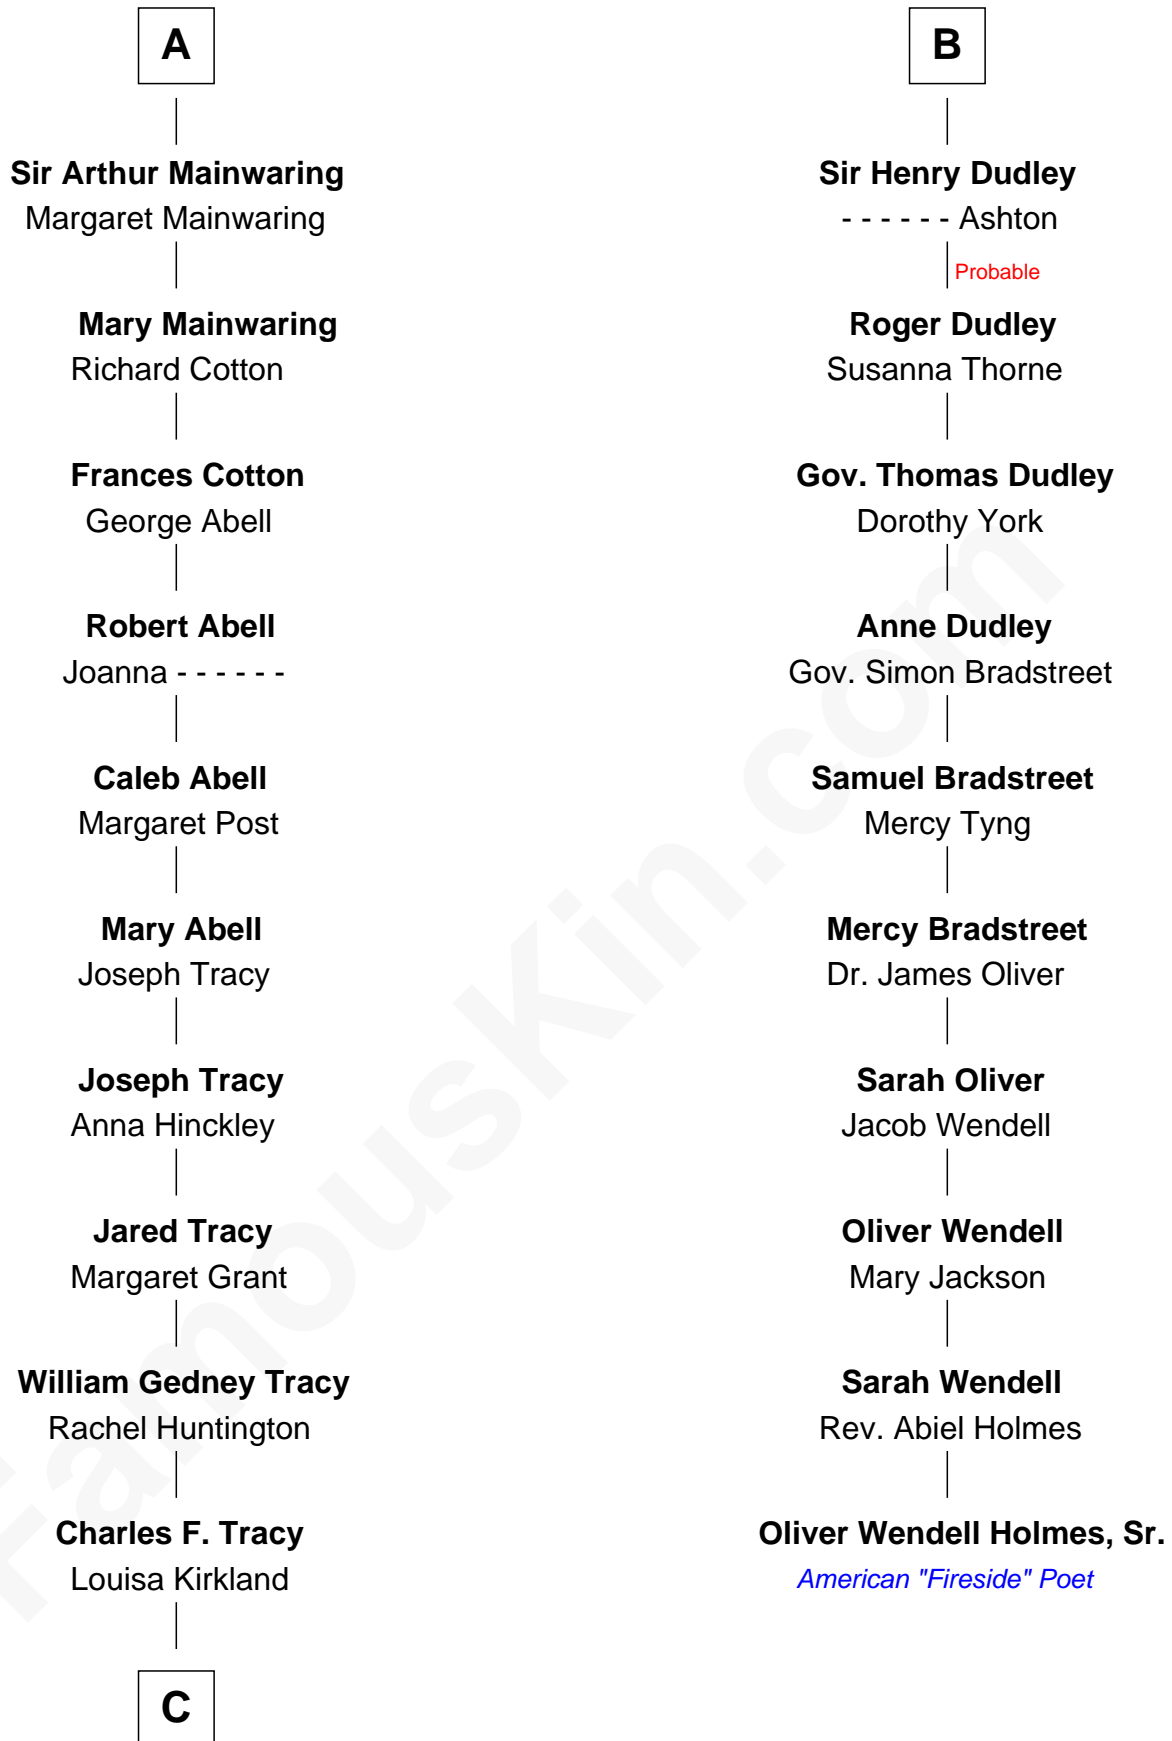 A
Sir Arthur Mainwaring
Margaret Mainwaring
Mary Mainwaring
Richard Cotton
Frances Cotton
George Abell
Robert Abell
Joanna - - - - - -
Caleb Abell
Margaret Post
Mary Abell
Joseph Tracy
Joseph Tracy
Anna Hinckley
Jared Tracy
Margaret Grant
William Gedney Tracy
Rachel Huntington
Charles F. Tracy
Louisa Kirkland
C
B
Sir Henry Dudley
- - - - - - Ashton
Probable
Roger Dudley
Susanna Thorne
Gov. Thomas Dudley
Dorothy York
Anne Dudley
Gov. Simon Bradstreet
Samuel Bradstreet
Mercy Tyng
Mercy Bradstreet
Dr. James Oliver
Sarah Oliver
Jacob Wendell
Oliver Wendell
Mary Jackson
Sarah Wendell
Rev. Abiel Holmes
Oliver Wendell Holmes, Sr.
American "Fireside" Poet
FamousKin.com